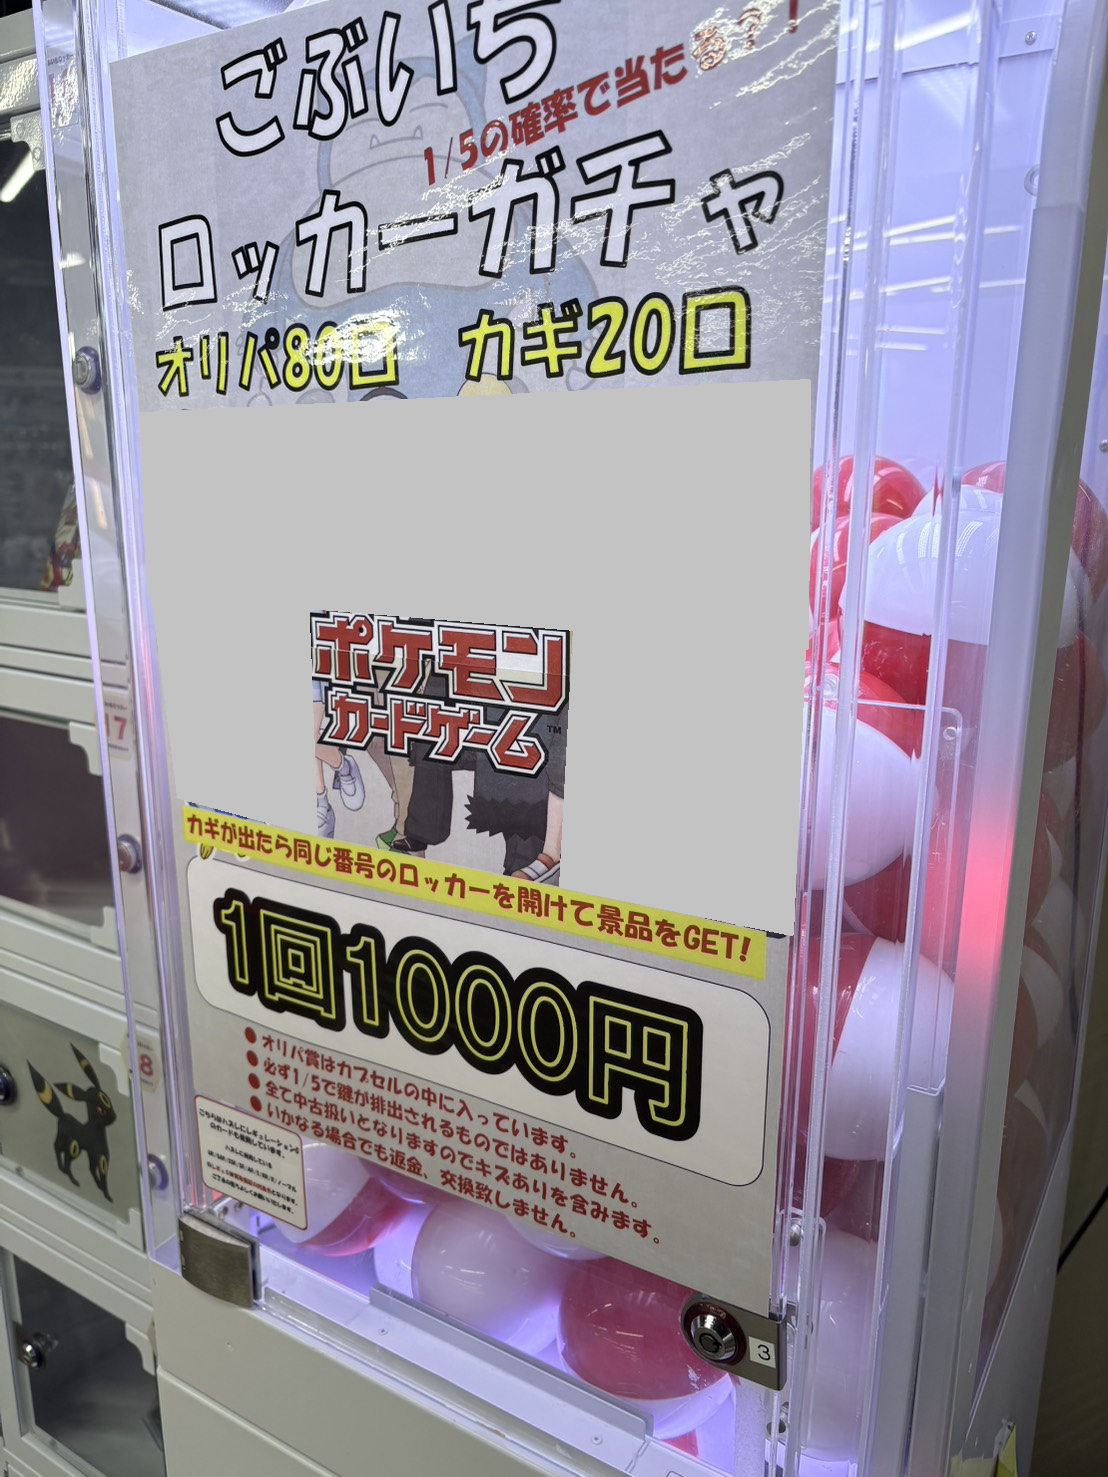 ごぶいち
1/5の確率で当たる?!
ロッカーガチャ
オリパ80口 カギ20口
ポケモン
カードゲーム™
カギが出たら同じ番号のロッカーを開けて景品をGET!
1回1000円
●オリパ賞はカプセルの中に入っています。
●必ず1/5で鍵が排出されるものではありません。
●全て中古扱いとなりますのでキズありを含みます。
●いかなる場合でも返金、交換致しません。
17
8
3